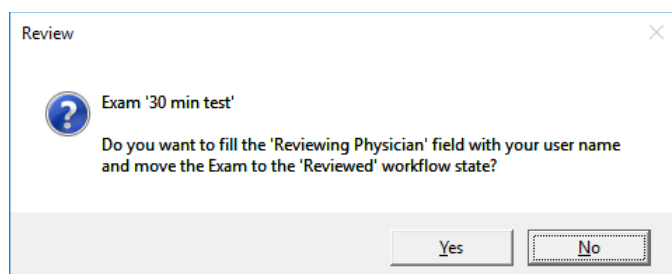 Review
Exam '30 min test'
Do you want to fill the 'Reviewing Physician' field with your user name
and move the Exam to the 'Reviewed' workflow state?
Yes
No